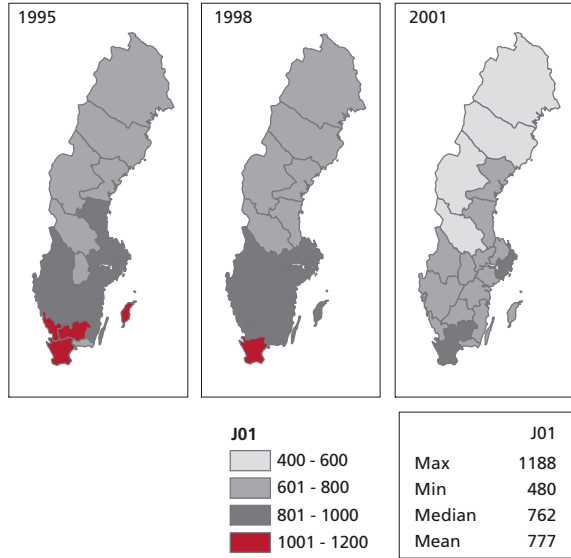 1995
1998
2001
J01
400 - 600
601 - 800
801 - 1000
1001 - 1200
J01
Max 1188
Min 480
Median 762
Mean 777